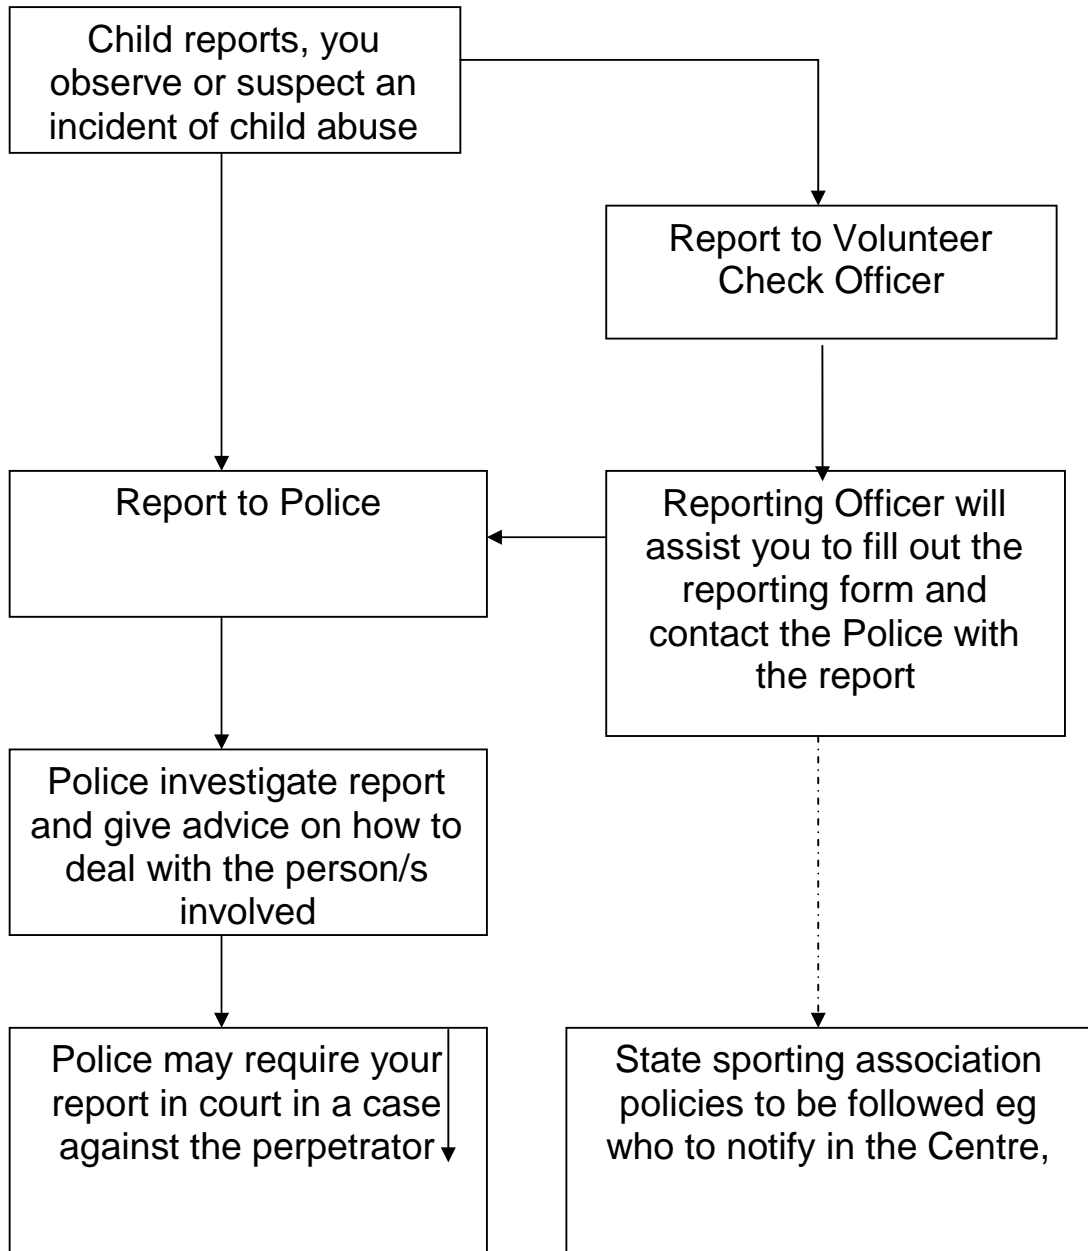 Child reports, you
observe or suspect an
incident of child abuse
Report to Volunteer
Check Officer
Report to Police
Reporting Officer will
assist you to fill out the
reporting form and
contact the Police with
the report
Police investigate report
and give advice on how to
deal with the person/s
involved
Police may require your
report in court in a case
against the perpetrator
State sporting association
policies to be followed eg
who to notify in the Centre,